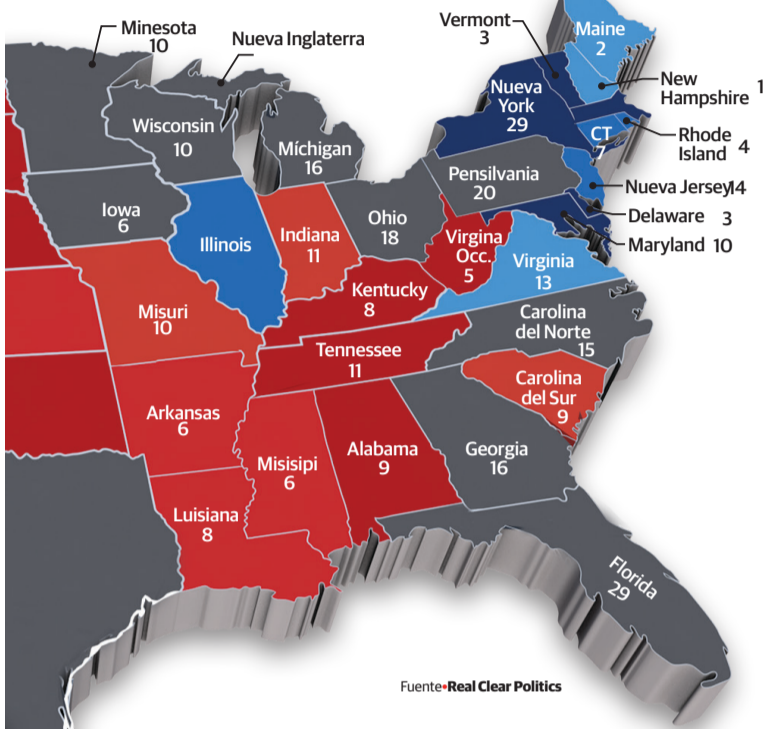 Minesota
10
Nueva Inglaterra
Vermont
3
Maine
2
New
Hampshire 1
Nueva
York
29
CT
7
Rhode
Island 4
Wisconsin
10
Míchigan
16
Pensilvania
20
Nueva Jersey 14
Delaware 3
Maryland 10
Iowa
6
Illinois
Indiana
11
Ohio
18
Virgina
Occ.
5
Virginia
13
Misuri
10
Kentucky
8
Carolina
del Norte
15
Tennessee
11
Carolina
del Sur
9
Arkansas
6
Misisipi
6
Alabama
9
Georgia
16
Luisiana
8
Florida
29
Fuente•Real Clear Politics